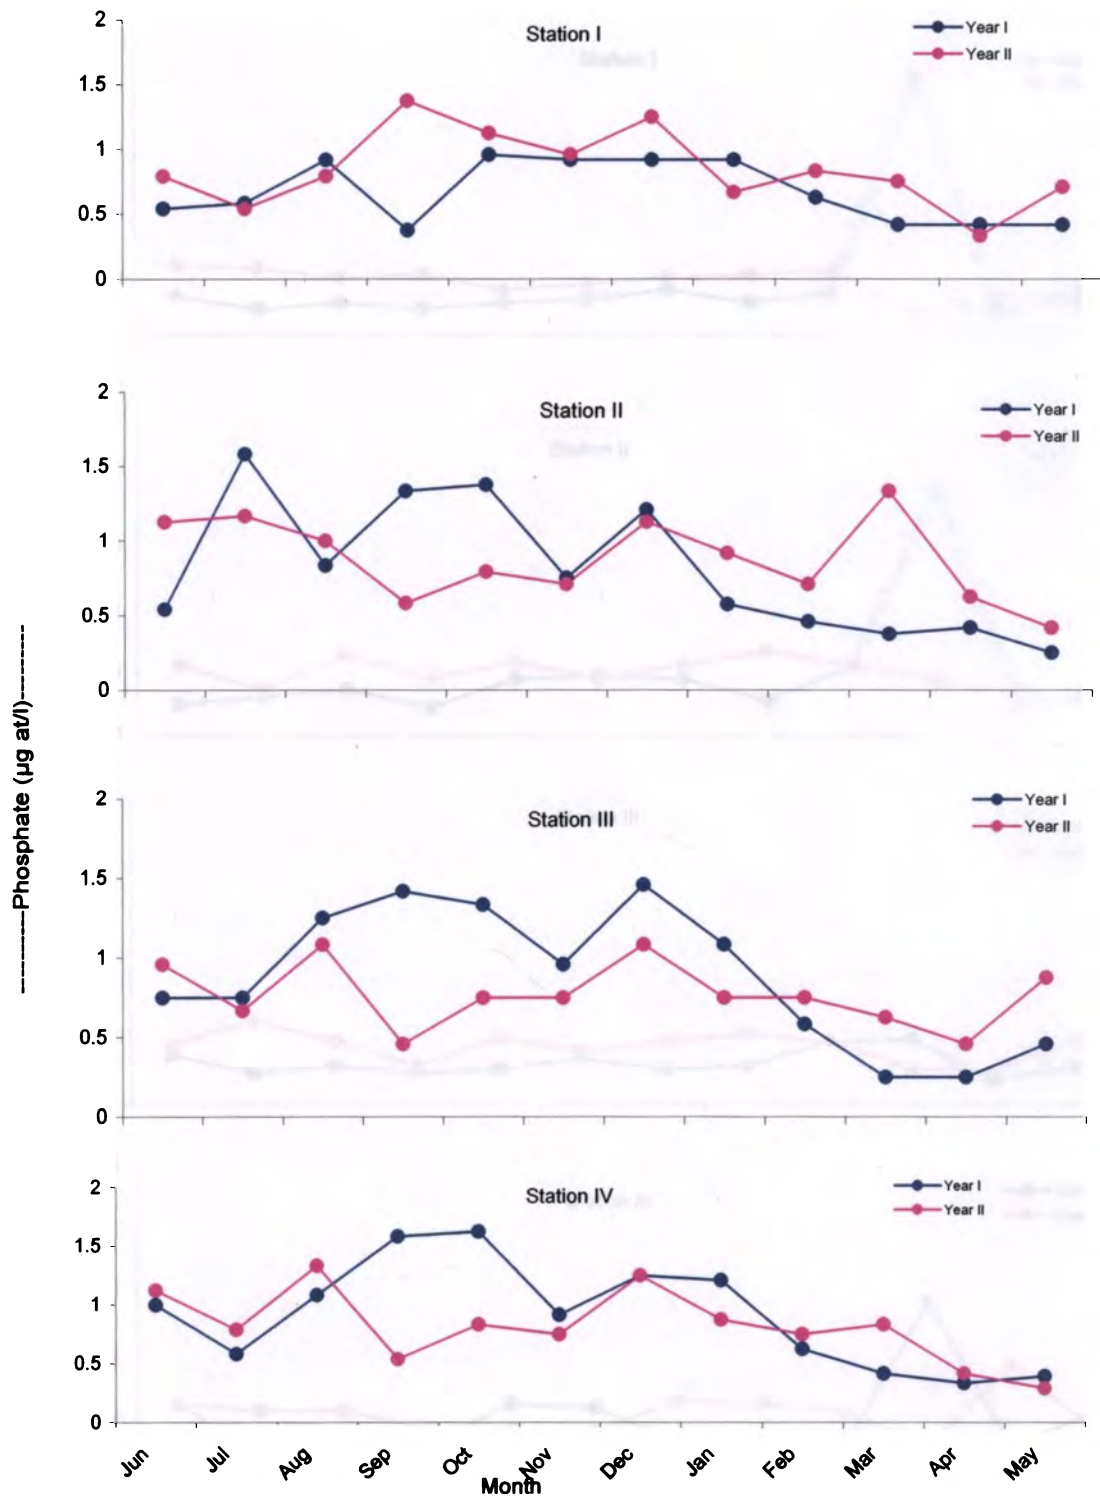 Station I
Year I
Year II
2
1.5
1
0.5
0
Station II
Year I
Year II
2
1.5
1
0.5
0
----------Phosphate (µg at/l)----------
Station III
Year I
Year II
2
1.5
1
0.5
0
Station IV
Year I
Year II
2
1.5
1
0.5
0
Jun Jul Aug Sep Oct Nov Dec Jan Feb Mar Apr May
Month